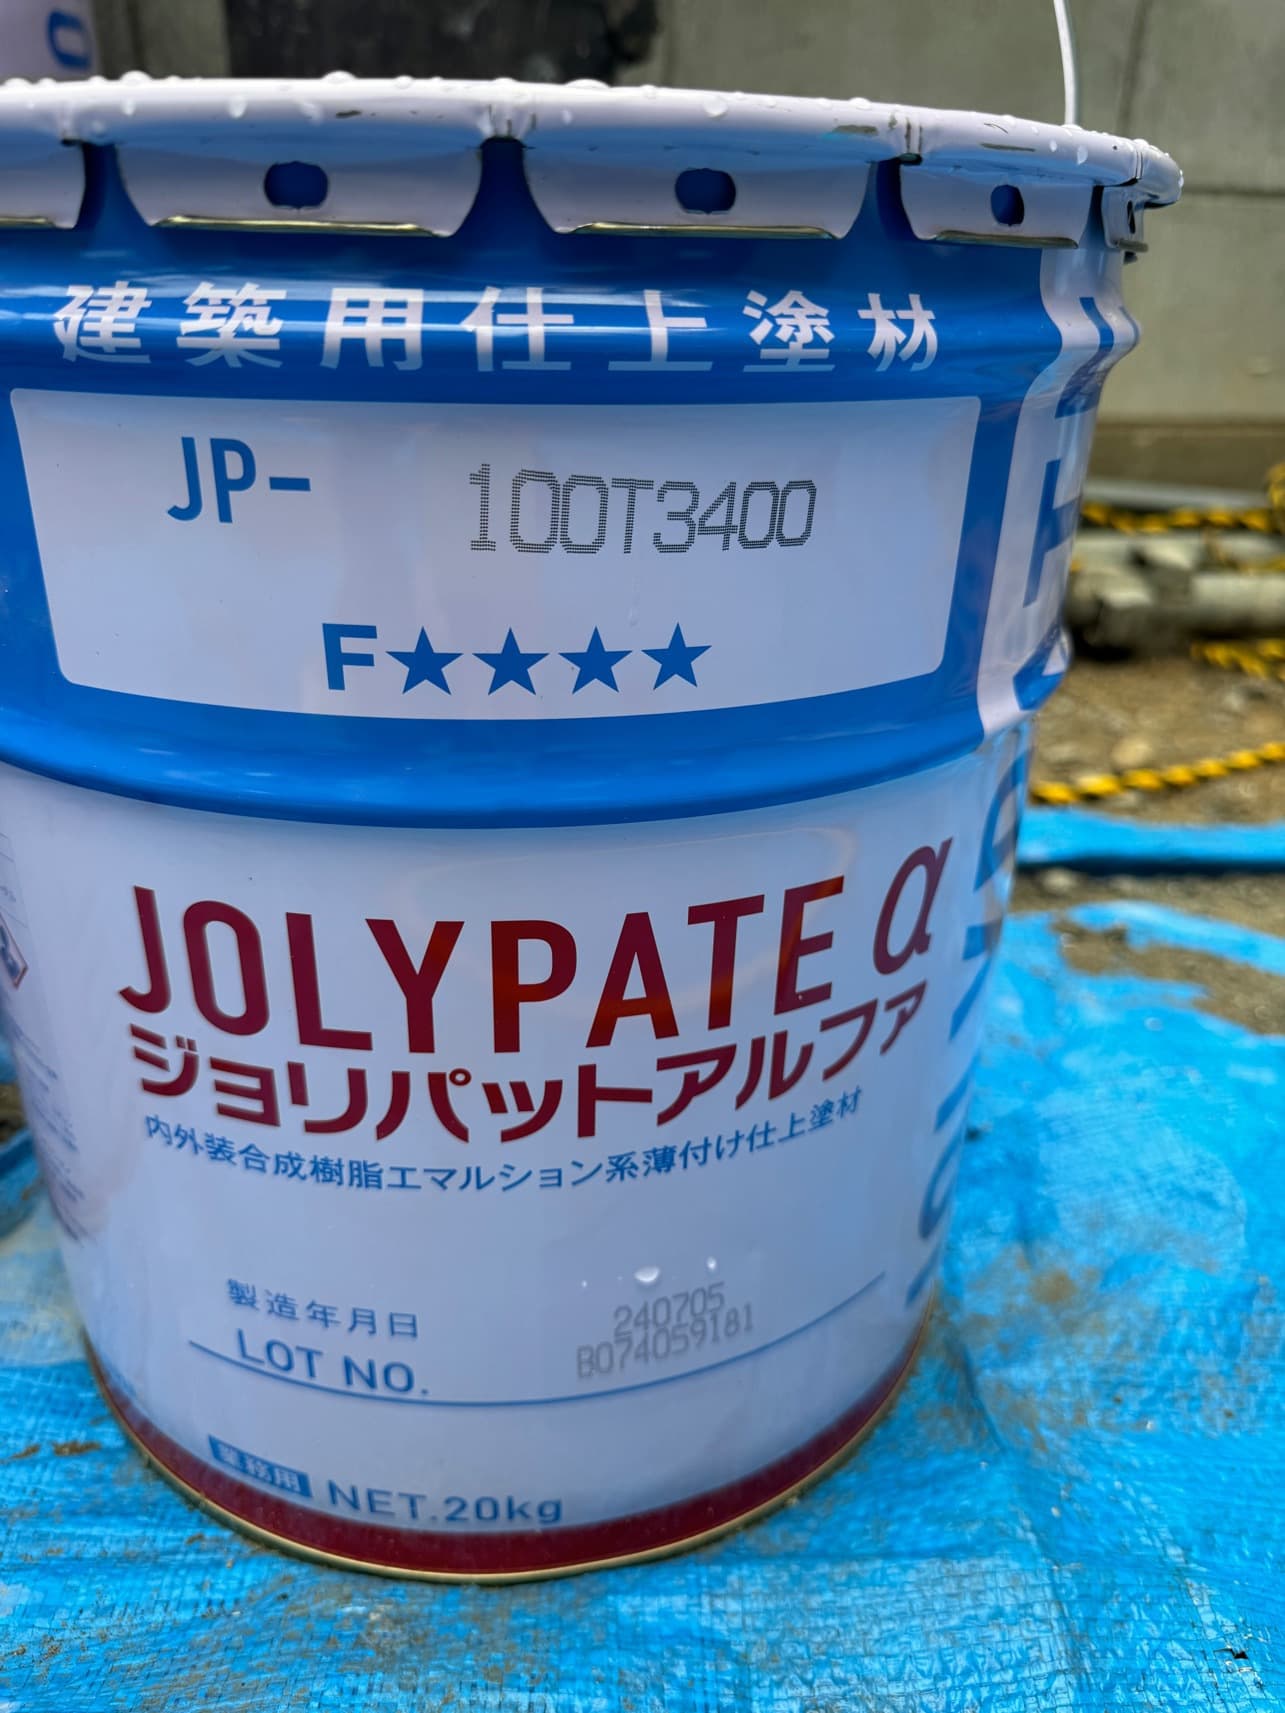 建築用仕上塗材
JP- 100T3400
F★★★★
JOLYPATE α
ジョリパットアルファ
内外装合成樹脂エマルション系薄付け仕上塗材
製造年月日 240705
LOT NO. B074059181
業務用 NET.20kg